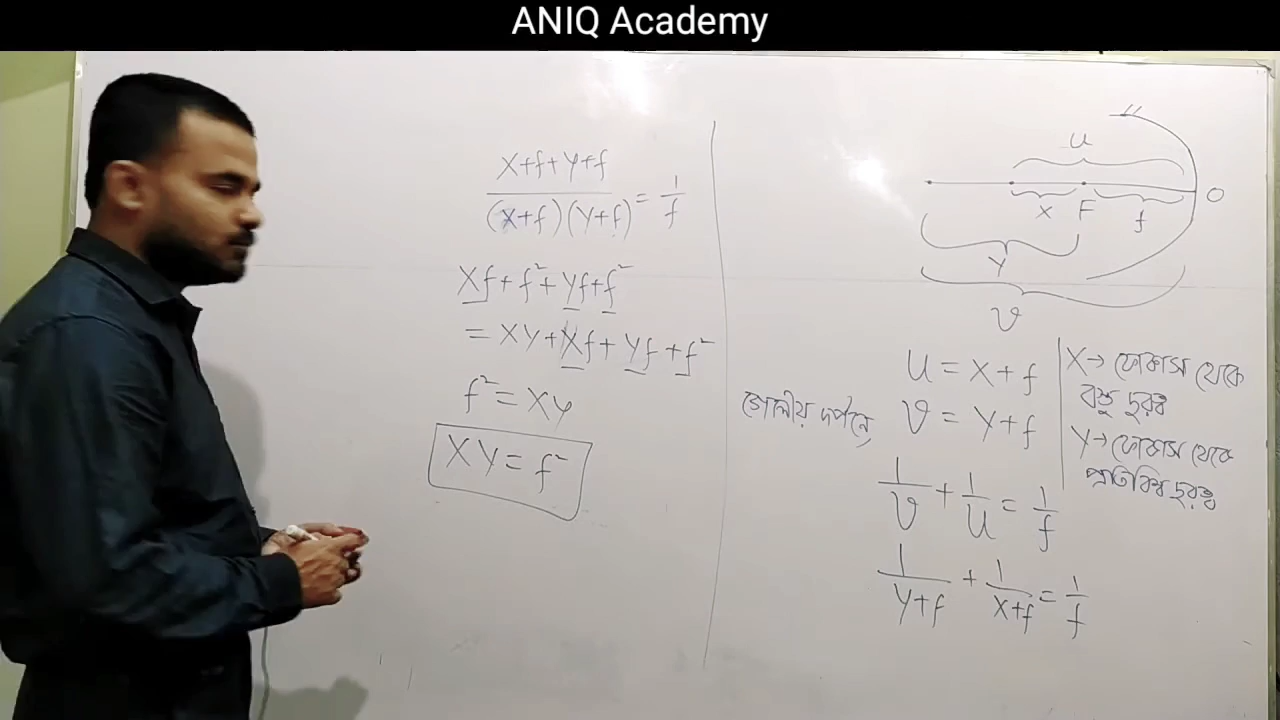 ANIQ Academy
X+f+Y+f
(X+f)(Y+f) = 1/f
Xf + f² + Yf + f²
= XY + Xf + Yf + f²
f² = XY
XY = f²
u
O
X F f
Y
v
u = X + f
গোলীয় দর্পনে, v = Y + f
1/v + 1/u = 1/f
1/(Y+f) + 1/(X+f) = 1/f
X → ফোকাস থেকে
বস্তু দূরত্ব
Y → ফোকাস থেকে
প্রতিবিম্ব দূরত্ব